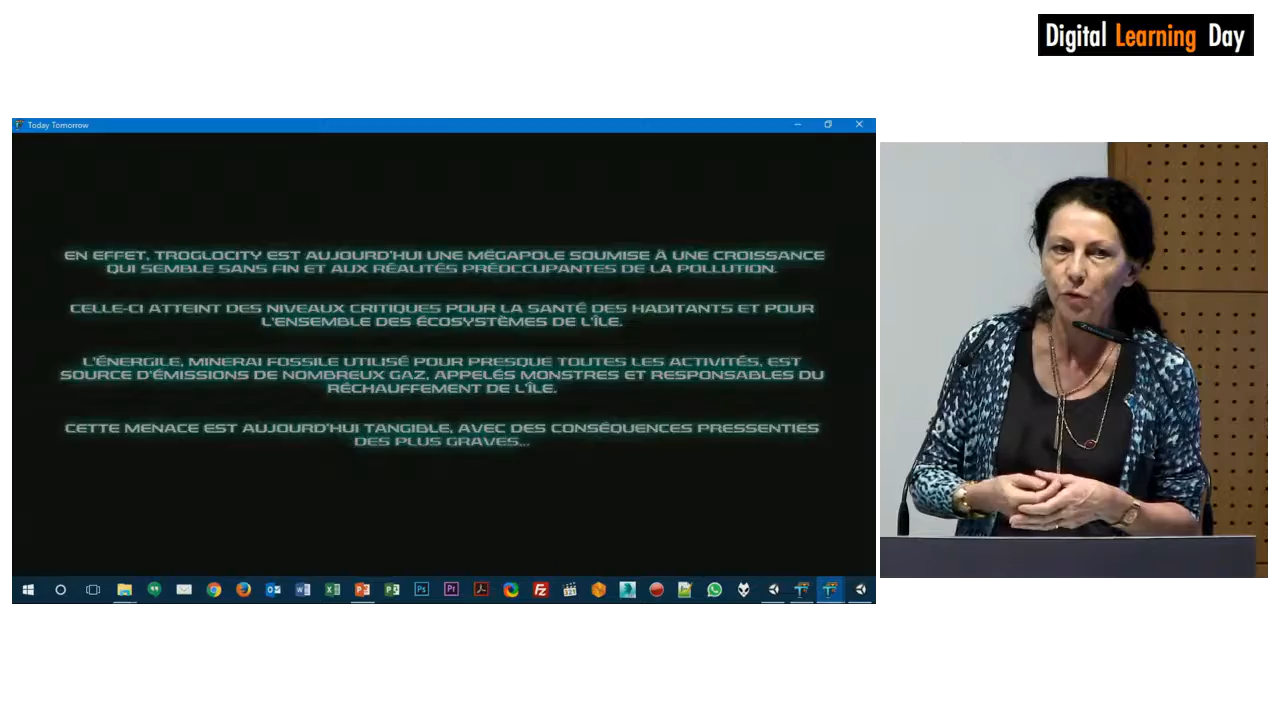 Digital Learning Day
Today Tomorrow
EN EFFET, TROGLOCITY EST AUJOURD'HUI UNE MÉGAPOLE SOUMISE À UNE CROISSANCE
QUI SEMBLE SANS FIN ET AUX RÉALITÉS PRÉOCCUPANTES DE LA POLLUTION.
CELLE-CI ATTEINT DES NIVEAUX CRITIQUES POUR LA SANTÉ DES HABITANTS ET POUR
L'ENSEMBLE DES ÉCOSYSTÈMES DE L'ÎLE.
L'ÉNERGILE, MINERAI FOSSILE UTILISÉ POUR PRESQUE TOUTES LES ACTIVITÉS, EST
SOURCE D'ÉMISSIONS DE NOMBREUX GAZ, APPELÉS MONSTRES ET RESPONSABLES DU
RÉCHAUFFEMENT DE L'ÎLE.
CETTE MENACE EST AUJOURD'HUI TANGIBLE, AVEC DES CONSÉQUENCES PRESSENTIES
DES PLUS GRAVES...